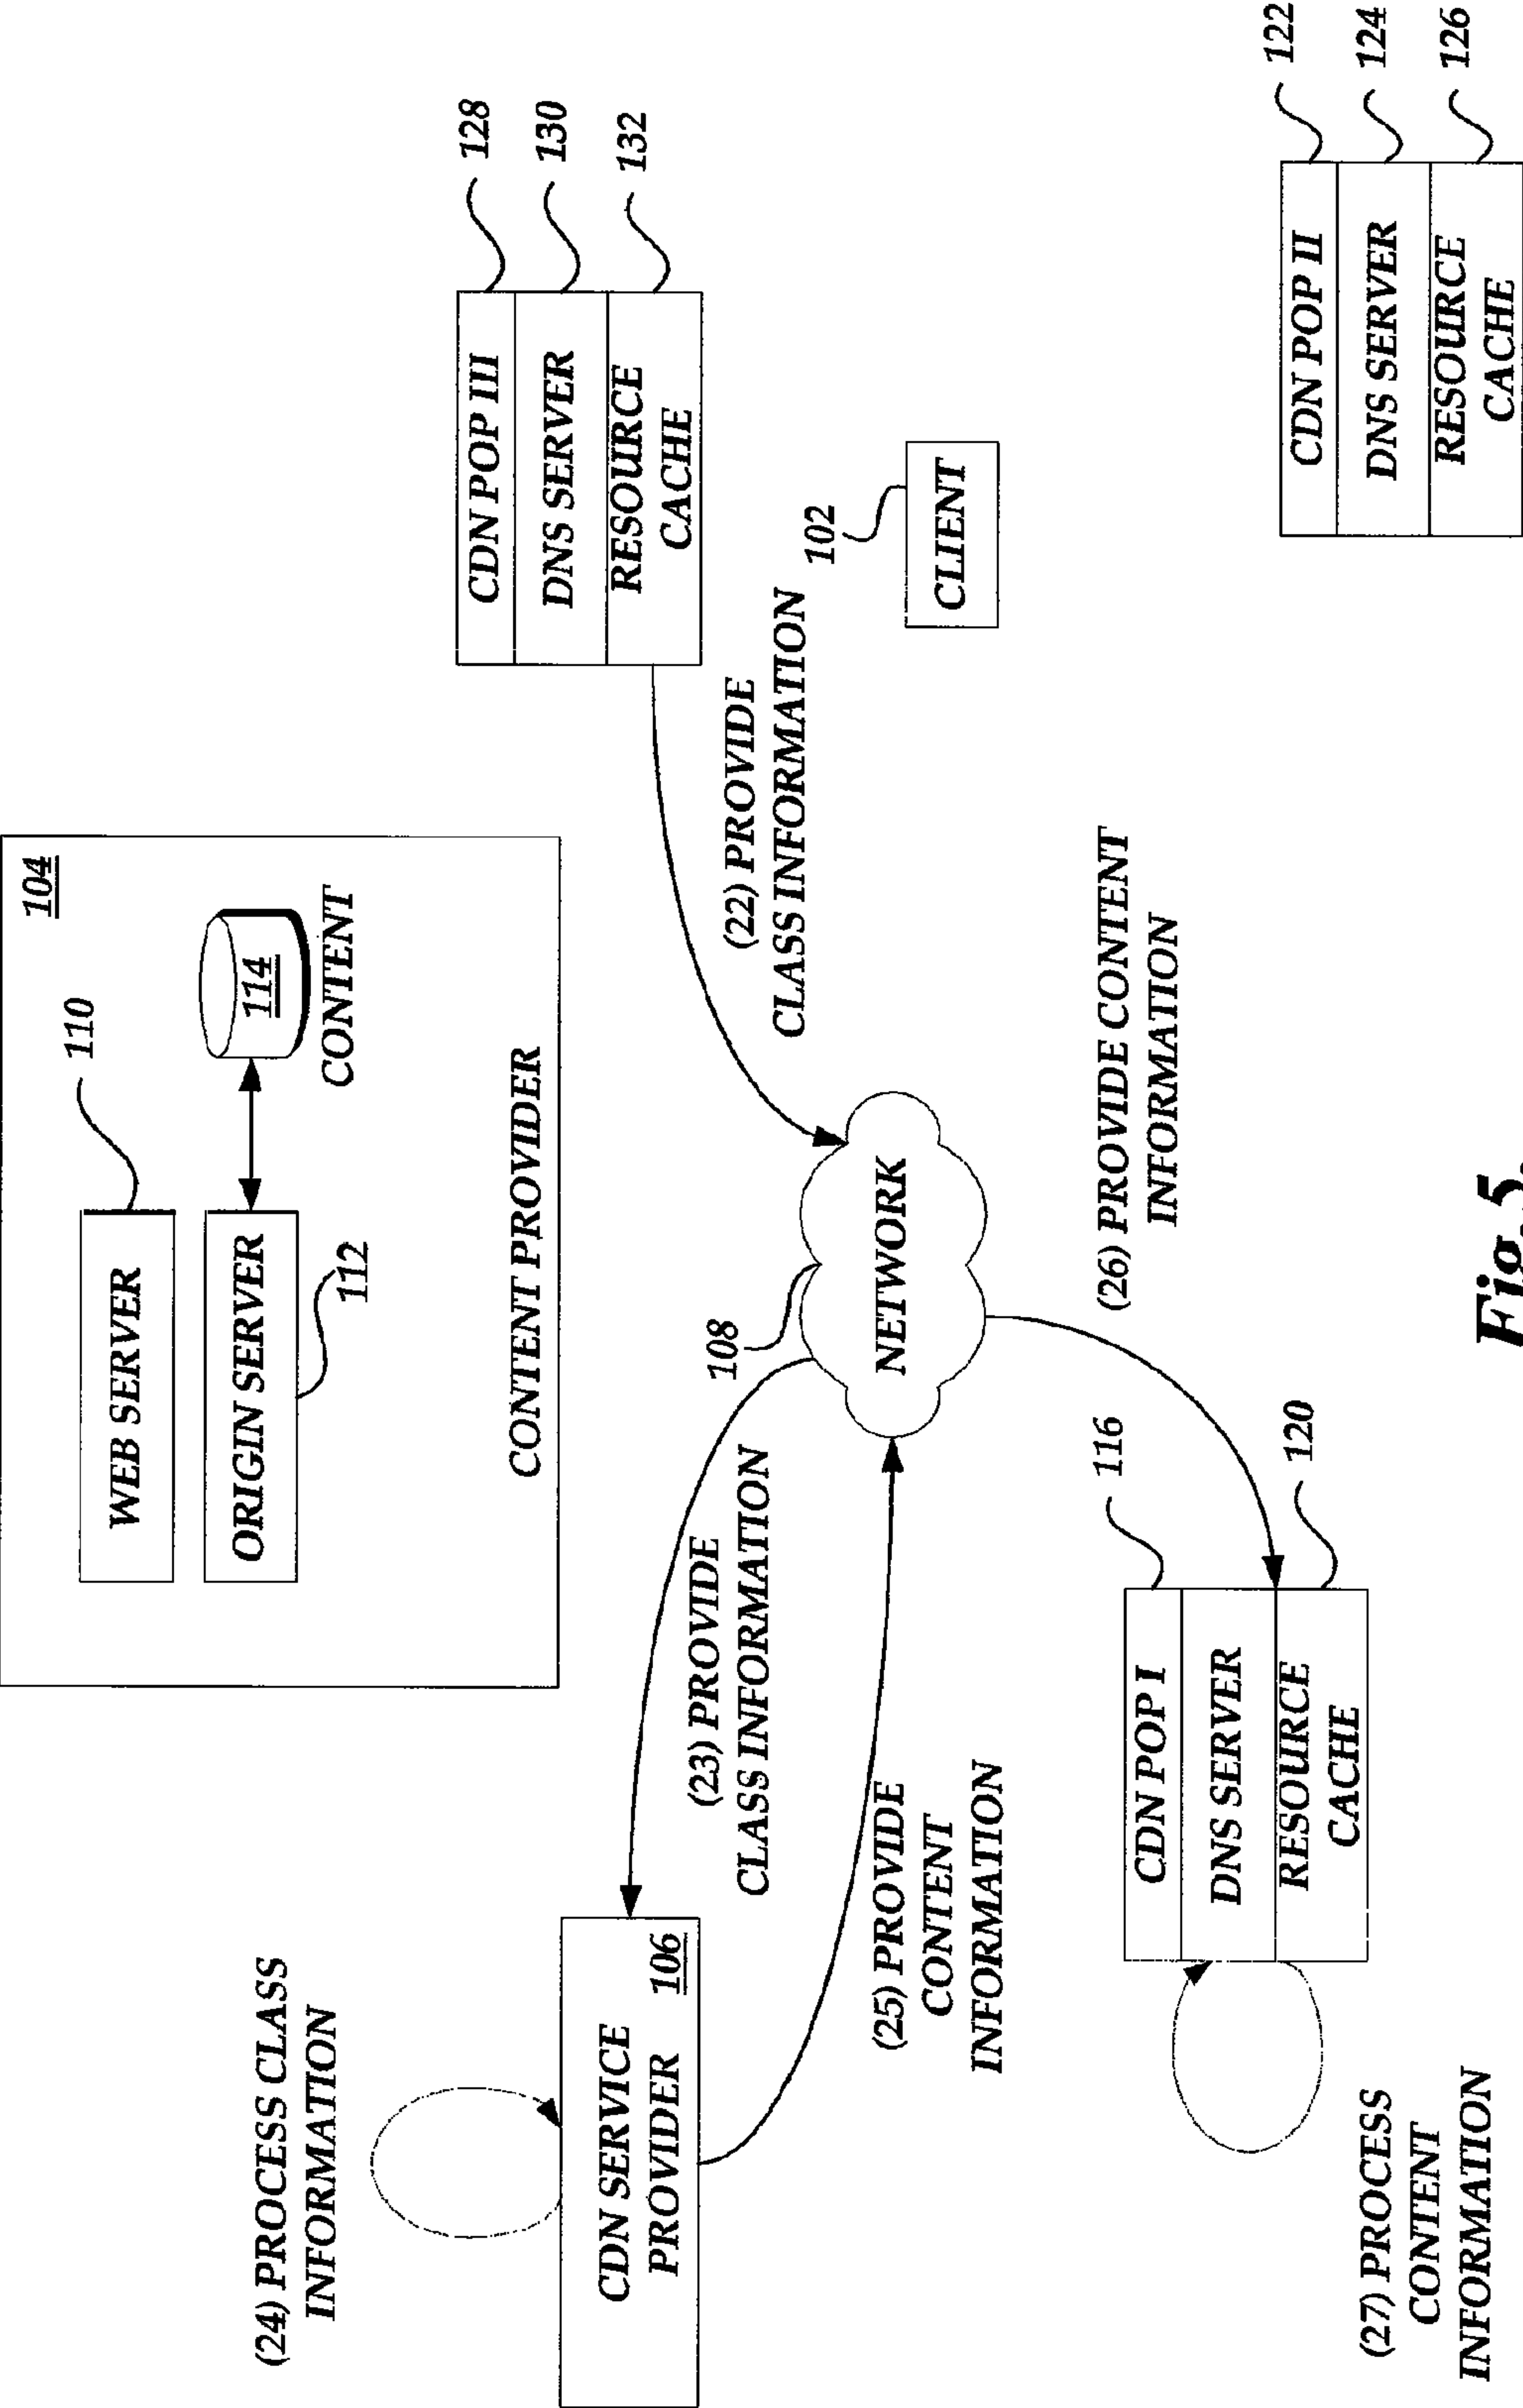 104
WEB SERVER
110
ORIGIN SERVER
112
114
CONTENT
CONTENT PROVIDER
(24) PROCESS CLASS
INFORMATION
CDN SERVICE
PROVIDER
106
(23) PROVIDE
CLASS INFORMATION
(25) PROVIDE
CONTENT
INFORMATION
108
NETWORK
(22) PROVIDE
CLASS INFORMATION
CDN POP III
128
DNS SERVER
130
RESOURCE
CACHE
132
102
CLIENT
(26) PROVIDE CONTENT
INFORMATION
CDN POP I
116
DNS SERVER
RESOURCE
CACHE
120
(27) PROCESS
CONTENT
INFORMATION
CDN POP II
122
DNS SERVER
124
RESOURCE
CACHE
126
Fig.5.